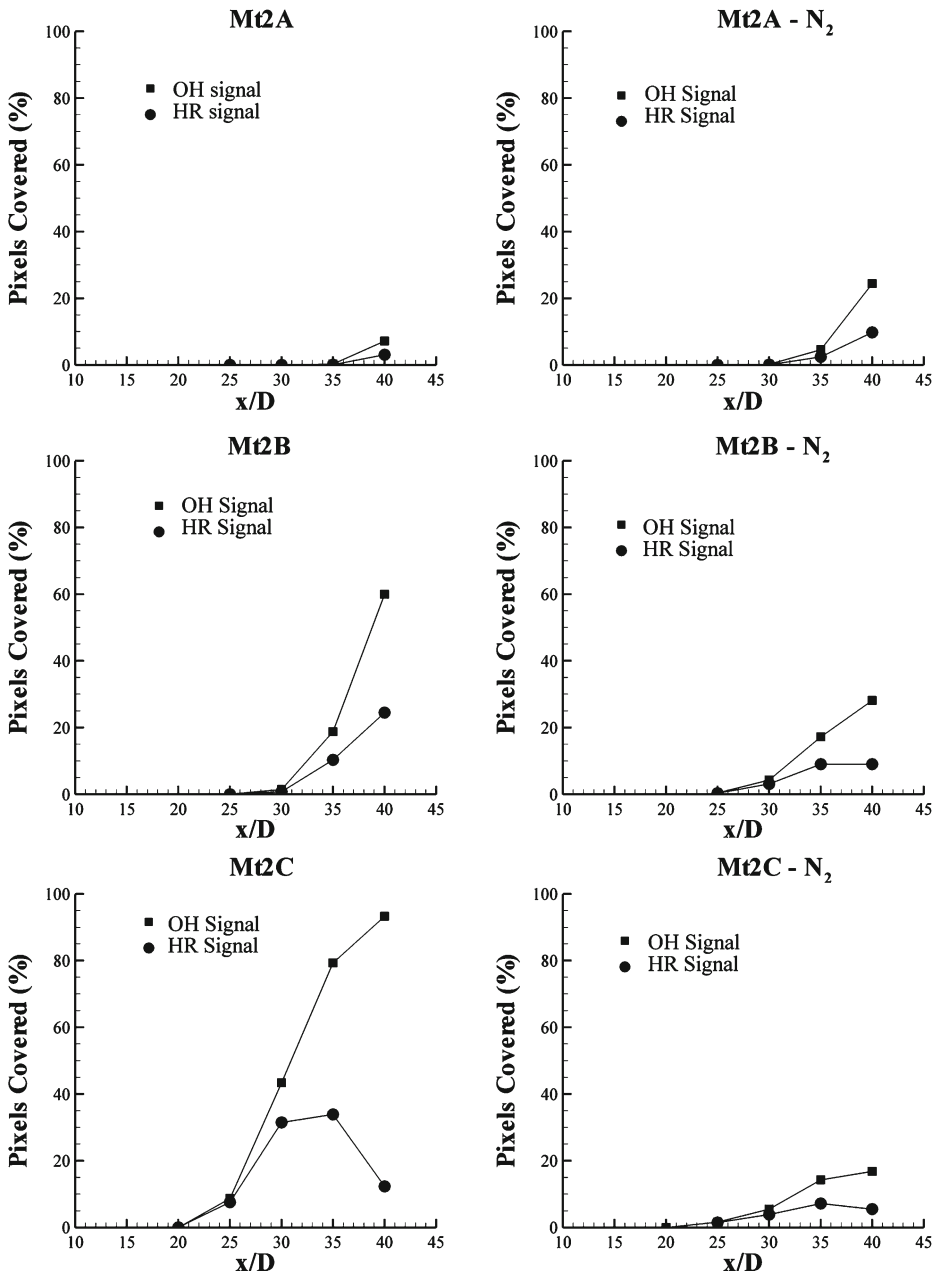 Mt2A
Pixels Covered (%)
100
80
60
40
20
0
OH signal
HR signal
10 15 20 25 30 35 40 45
x/D
Mt2A - N2
Pixels Covered (%)
100
80
60
40
20
0
OH Signal
HR Signal
10 15 20 25 30 35 40 45
x/D
Mt2B
Pixels Covered (%)
100
80
60
40
20
0
OH Signal
HR Signal
10 15 20 25 30 35 40 45
x/D
Mt2B - N2
Pixels Covered (%)
100
80
60
40
20
0
OH Signal
HR Signal
10 15 20 25 30 35 40 45
x/D
Mt2C
Pixels Covered (%)
100
80
60
40
20
0
OH Signal
HR Signal
10 15 20 25 30 35 40 45
x/D
Mt2C - N2
Pixels Covered (%)
100
80
60
40
20
0
OH Signal
HR Signal
10 15 20 25 30 35 40 45
x/D